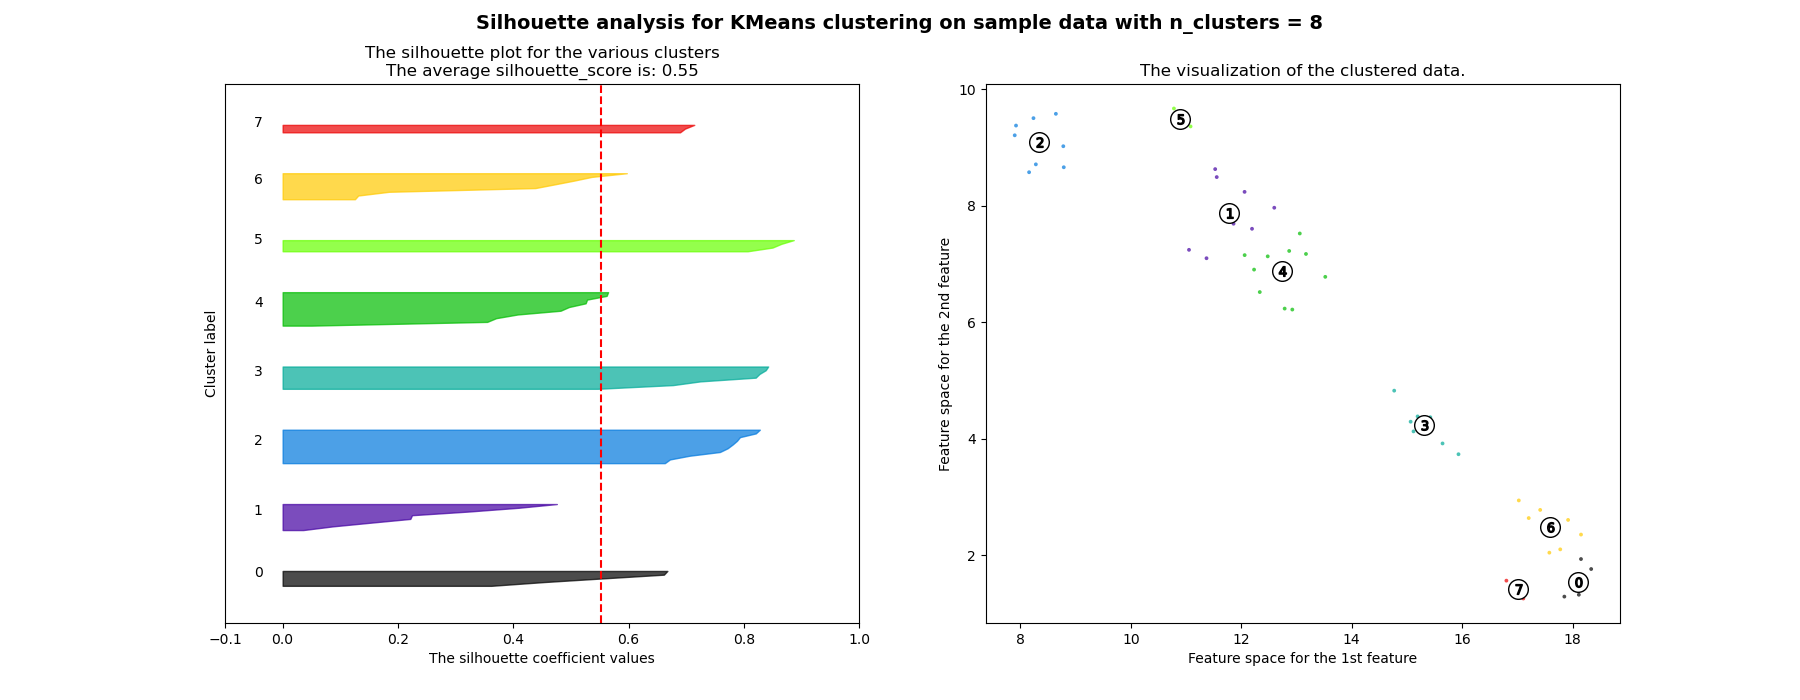 Silhouette analysis for KMeans clustering on sample data with n_clusters = 8
The silhouette plot for the various clusters
The average silhouette_score is: 0.55
7
6
5
4
3
2
1
0
Cluster label
−0.1 0.0 0.2 0.4 0.6 0.8 1.0
The silhouette coefficient values
The visualization of the clustered data.
10
8
6
4
2
Feature space for the 2nd feature
5
2
1
4
3
6
0
7
8 10 12 14 16 18
Feature space for the 1st feature